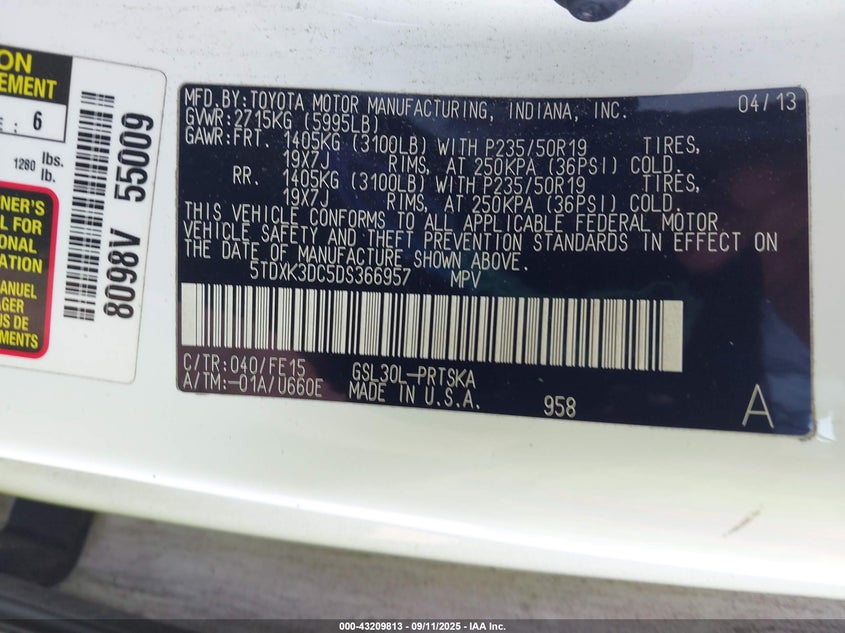 ON
EMENT
E : 6
1280 lbs.
lb.
8098V 55009
NER'S
L FOR
ONAL
ATION
ANUEL
AGER
US DE
MENTS
MFD.BY:TOYOTA MOTOR MANUFACTURING, INDIANA, INC. 04/13
GVWR:2715KG (5995LB)
GAWR:FRT. 1405KG (3100LB) WITH P235/50R19 TIRES,
19X7J RIMS, AT 250KPA (36PSI) COLD.
RR. 1405KG (3100LB) WITH P235/50R19 TIRES,
19X7J RIMS, AT 250KPA (36PSI) COLD.
THIS VEHICLE CONFORMS TO ALL APPLICABLE FEDERAL MOTOR
VEHICLE SAFETY AND THEFT PREVENTION STANDARDS IN EFFECT ON
THE DATE OF MANUFACTURE SHOWN ABOVE.
5TDXK3DC5DS366957 MPV
C/TR:040/FE15 GSL30L-PRTSKA
A/TM:-01A/U660E MADE IN U.S.A. 958 A
000-43209813 - 09/11/2025 - IAA Inc.